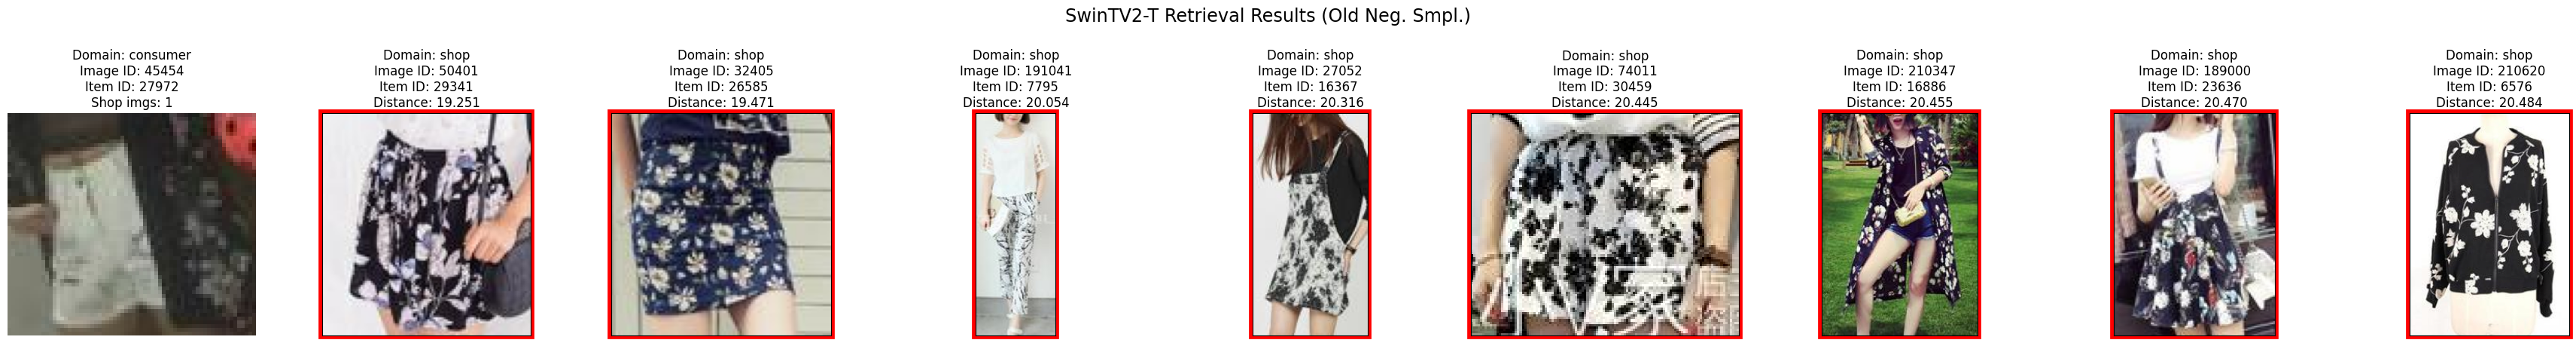 SwinTV2-T Retrieval Results (Old Neg. Smpl.)
Domain: consumer
Image ID: 45454
Item ID: 27972
Shop imgs: 1
Domain: shop
Image ID: 50401
Item ID: 29341
Distance: 19.251
Domain: shop
Image ID: 32405
Item ID: 26585
Distance: 19.471
Domain: shop
Image ID: 191041
Item ID: 7795
Distance: 20.054
Domain: shop
Image ID: 27052
Item ID: 16367
Distance: 20.316
Domain: shop
Image ID: 74011
Item ID: 30459
Distance: 20.445
Domain: shop
Image ID: 210347
Item ID: 16886
Distance: 20.455
Domain: shop
Image ID: 189000
Item ID: 23636
Distance: 20.470
Domain: shop
Image ID: 210620
Item ID: 6576
Distance: 20.484